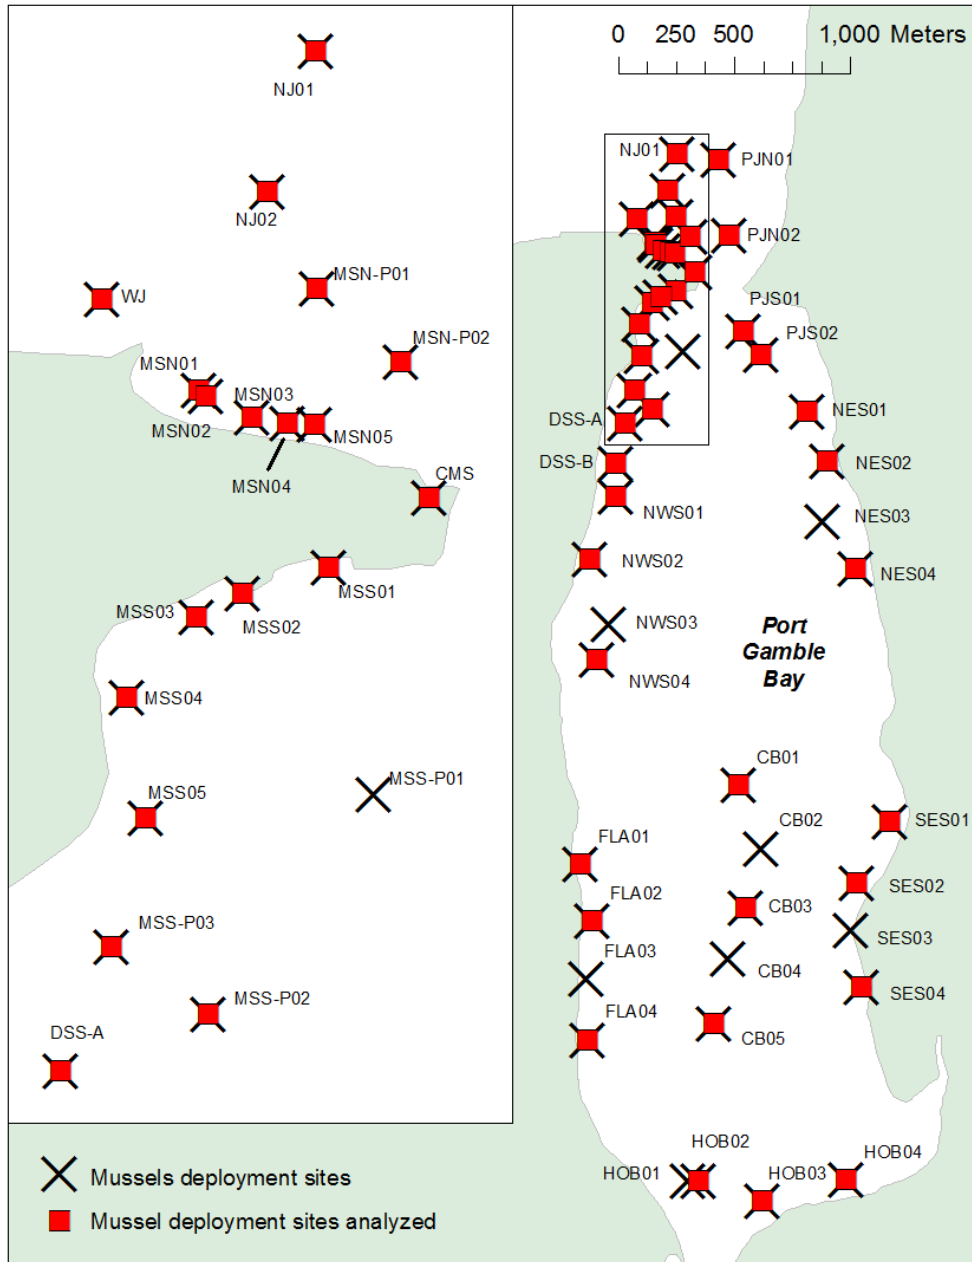 NJ01
NJ02
MSN-P01
WJ
MSN-P02
MSN01
MSN03
MSN02
MSN05
MSN04
CMS
MSS01
MSS03
MSS02
MSS04
MSS-P01
MSS05
MSS-P03
MSS-P02
DSS-A
Mussels deployment sites
Mussel deployment sites analyzed
0 250 500 1,000 Meters
NJ01
PJN01
PJN02
PJS01
PJS02
DSS-A
NES01
DSS-B
NES02
NWS01
NES03
NWS02
NES04
NWS03
Port
Gamble
Bay
NWS04
CB01
CB02
SES01
FLA01
SES02
FLA02
CB03
SES03
FLA03
CB04
SES04
FLA04
CB05
HOB02
HOB04
HOB01
HOB03